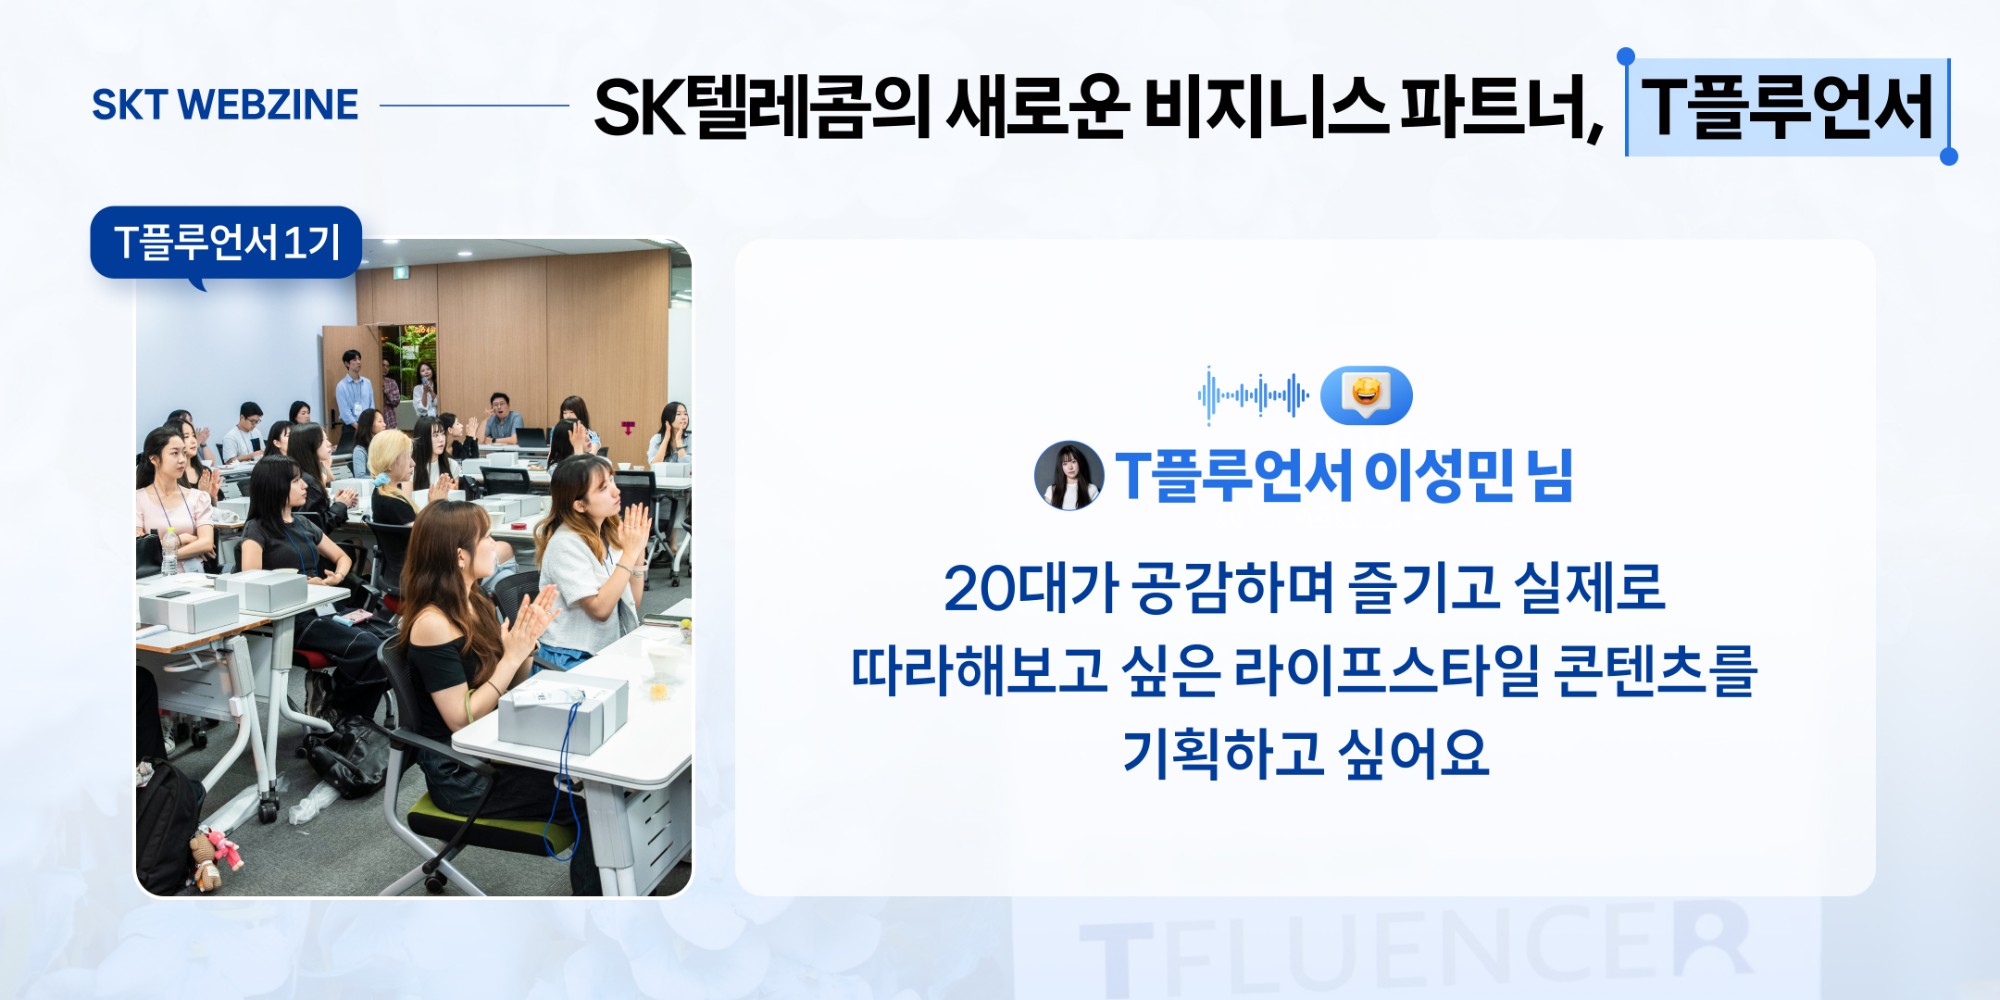 SKT WEBZINE
SK텔레콤의 새로운 비지니스 파트너, T플루언서
T플루언서 1기
T플루언서 이성민 님
20대가 공감하며 즐기고 실제로
따라해보고 싶은 라이프스타일 콘텐츠를
기획하고 싶어요
TFLUENCER